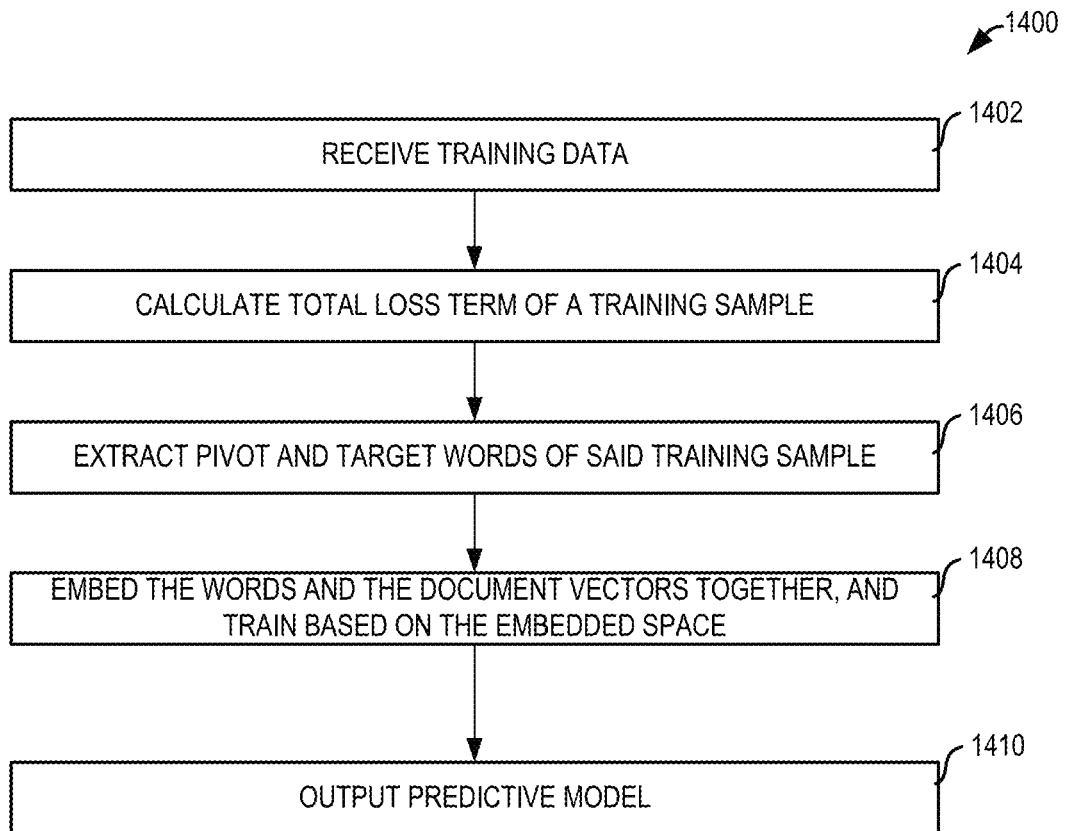 1400
1402
RECEIVE TRAINING DATA
1404
CALCULATE TOTAL LOSS TERM OF A TRAINING SAMPLE
1406
EXTRACT PIVOT AND TARGET WORDS OF SAID TRAINING SAMPLE
1408
EMBED THE WORDS AND THE DOCUMENT VECTORS TOGETHER, AND
TRAIN BASED ON THE EMBEDDED SPACE
1410
OUTPUT PREDICTIVE MODEL